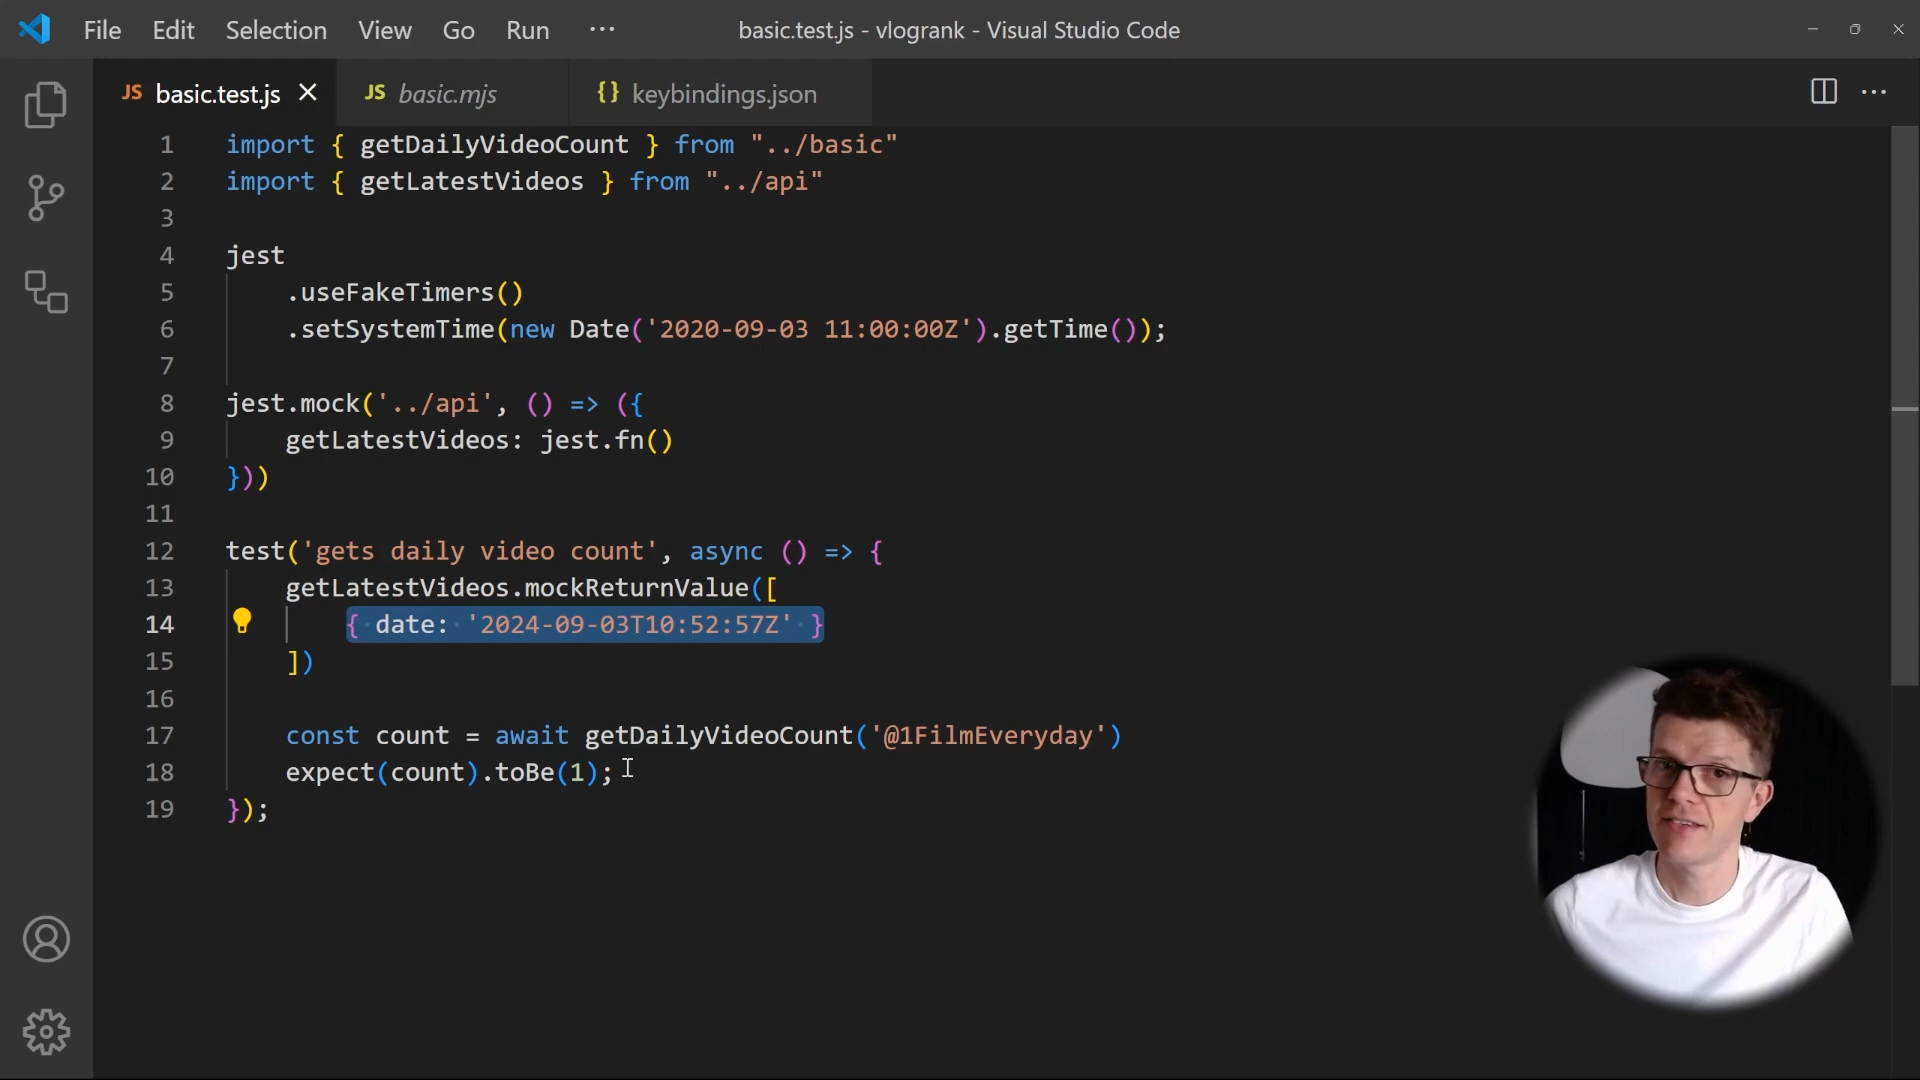 File Edit Selection View Go Run ··· basic.test.js - vlogrank - Visual Studio Code
JS basic.test.js JS basic.mjs {} keybindings.json
1 import { getDailyVideoCount } from "../basic"
2 import { getLatestVideos } from "../api"
3
4 jest
5 .useFakeTimers()
6 .setSystemTime(new Date('2020-09-03 11:00:00Z').getTime());
7
8 jest.mock('../api', () => ({
9 getLatestVideos: jest.fn()
10 }))
11
12 test('gets daily video count', async () => {
13 getLatestVideos.mockReturnValue([
14 { date: '2024-09-03T10:52:57Z' }
15 ])
16
17 const count = await getDailyVideoCount('@1FilmEveryday')
18 expect(count).toBe(1);
19 });